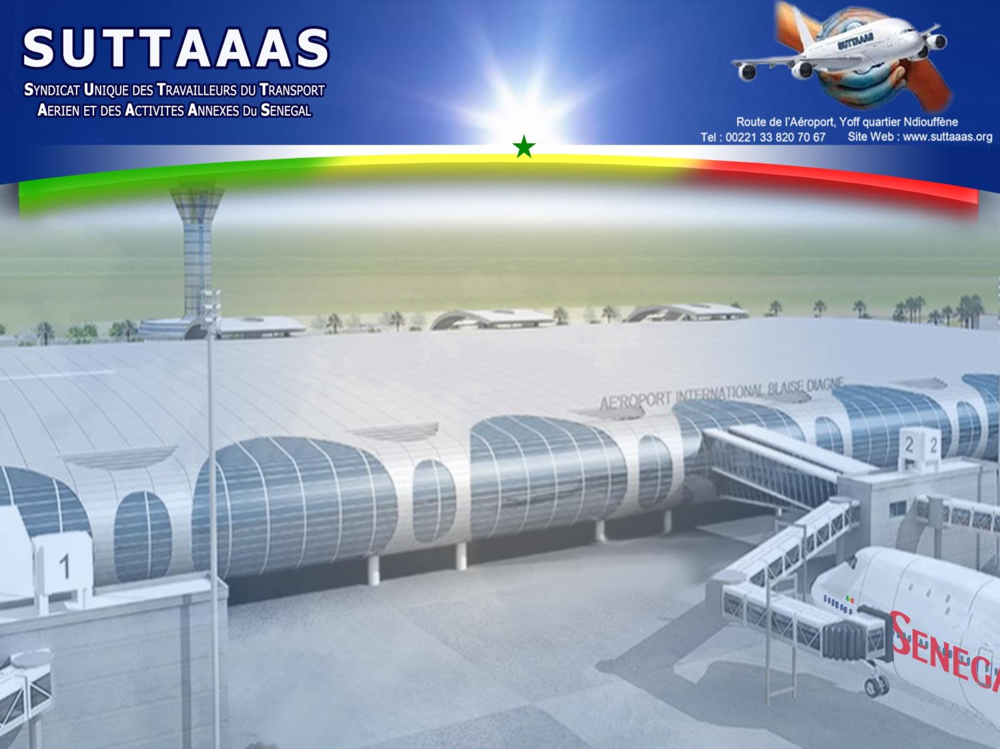 SUTTAAAS
SYNDICAT UNIQUE DES TRAVAILLEURS DU TRANSPORT
AERIEN ET DES ACTIVITES ANNEXES DU SENEGAL
SUTTAAAS
Route de l'Aéroport, Yoff quartier Ndiouffène
Tel : 00221 33 820 70 67 Site Web : www.suttaaas.org
AE'ROPORT INTERNATIONAL BLAISE DIAGNE
2 2
1
SENEGA